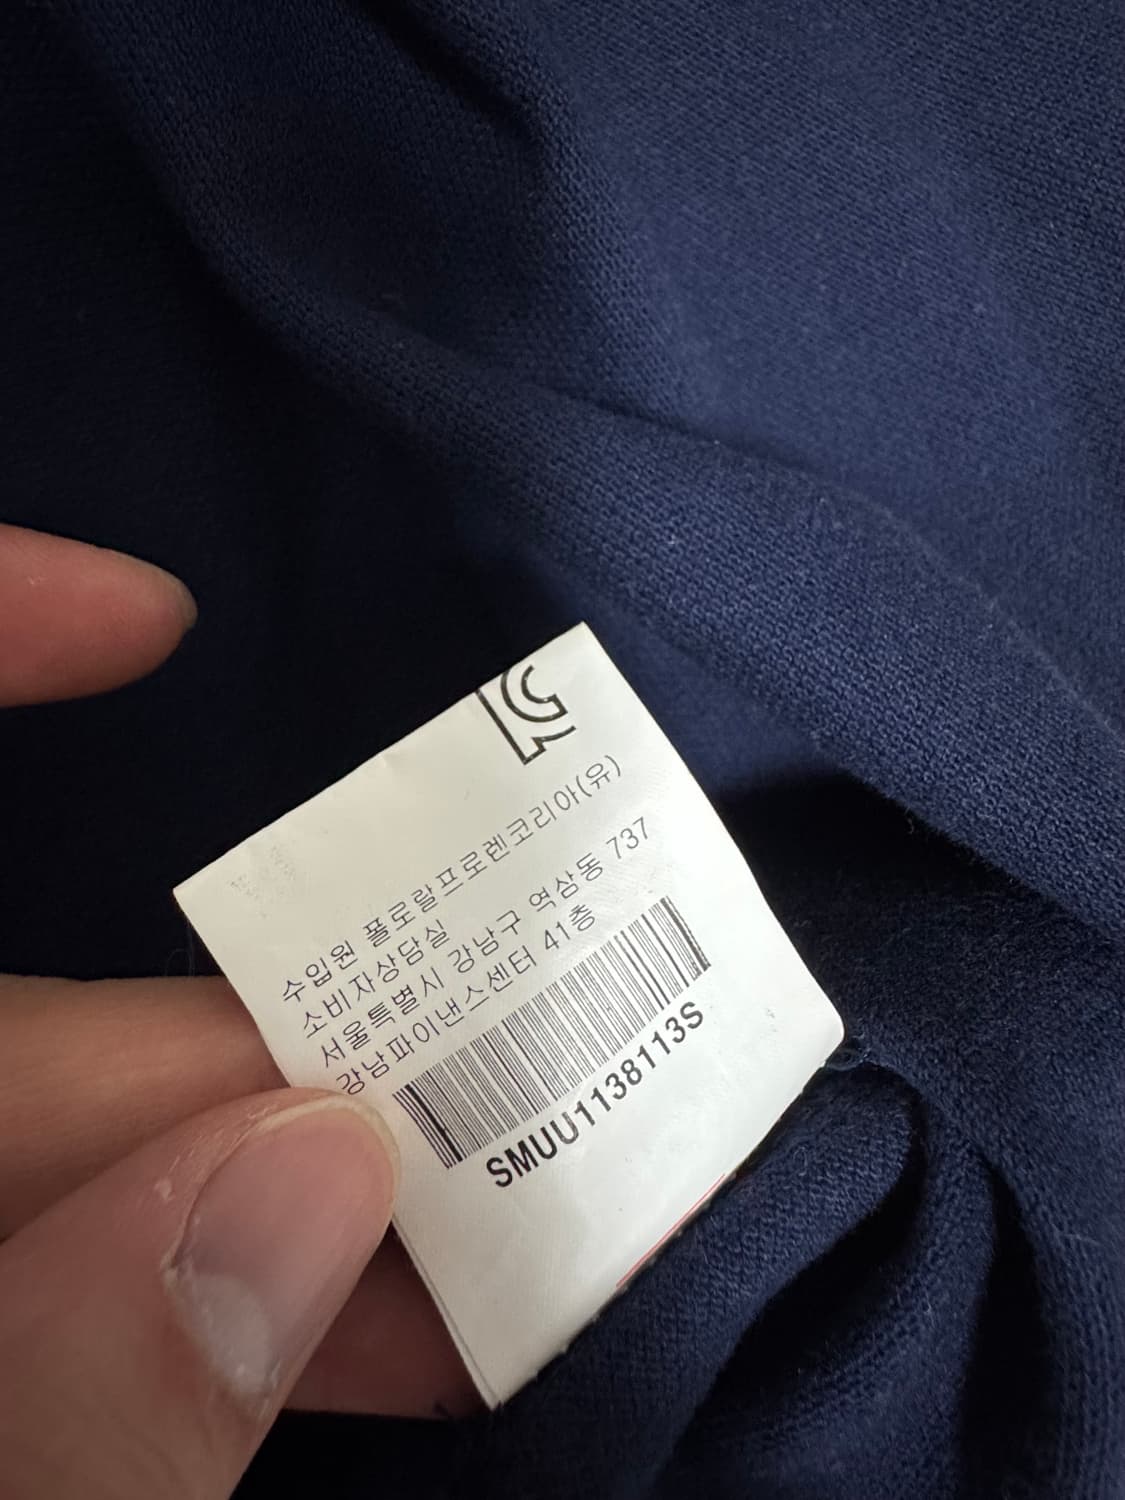 수입원 폴로랄프로렌코리아(유)
소비자상담실
서울특별시 강남구 역삼동 737
강남파이낸스센터 41층
SMUU1138113S